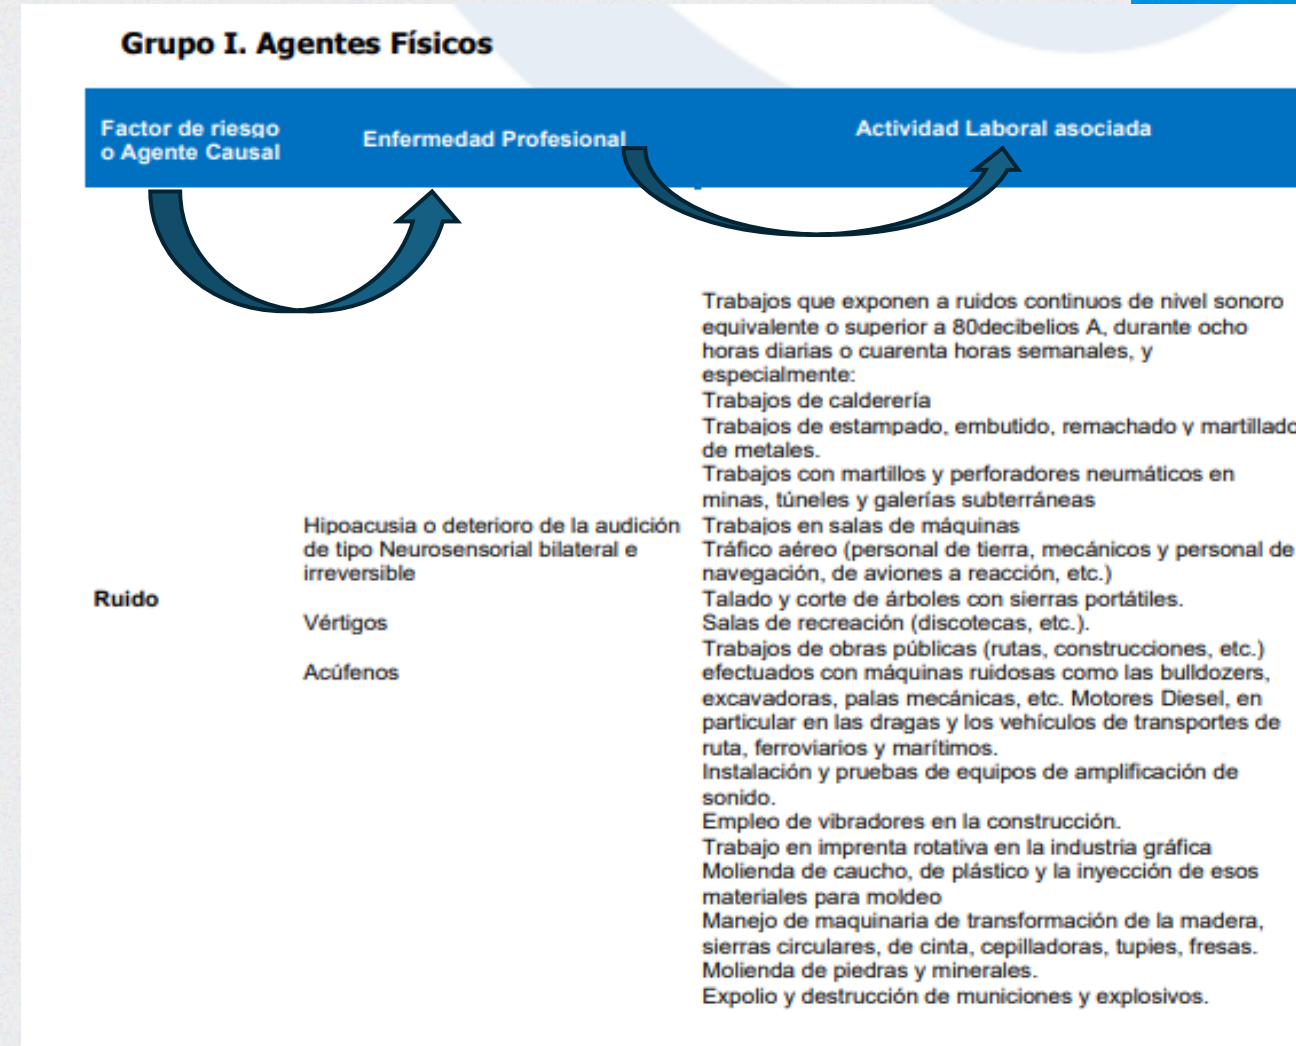 Grupo I. Agentes Físicos
Factor de riesgo
o Agente Causal
Enfermedad Profesional
Actividad Laboral asociada
Ruido
Hipoacusia o deterioro de la audición
de tipo Neurosensorial bilateral e
irreversible
Vértigos
Acúfenos
Trabajos que exponen a ruidos continuos de nivel sonoro
equivalente o superior a 80decibelios A, durante ocho
horas diarias o cuarenta horas semanales, y
especialmente:
Trabajos de calderería
Trabajos de estampado, embutido, remachado y martillado
de metales.
Trabajos con martillos y perforadores neumáticos en
minas, túneles y galerías subterráneas
Trabajos en salas de máquinas
Tráfico aéreo (personal de tierra, mecánicos y personal de
navegación, de aviones a reacción, etc.)
Talado y corte de árboles con sierras portátiles.
Salas de recreación (discotecas, etc.).
Trabajos de obras públicas (rutas, construcciones, etc.)
efectuados con máquinas ruidosas como las bulldozers,
excavadoras, palas mecánicas, etc. Motores Diesel, en
particular en las dragas y los vehículos de transportes de
ruta, ferroviarios y marítimos.
Instalación y pruebas de equipos de amplificación de
sonido.
Empleo de vibradores en la construcción.
Trabajo en imprenta rotativa en la industria gráfica
Molienda de caucho, de plástico y la inyección de esos
materiales para moldeo
Manejo de maquinaria de transformación de la madera,
sierras circulares, de cinta, cepilladoras, tupies, fresas.
Molienda de piedras y minerales.
Expolio y destrucción de municiones y explosivos.